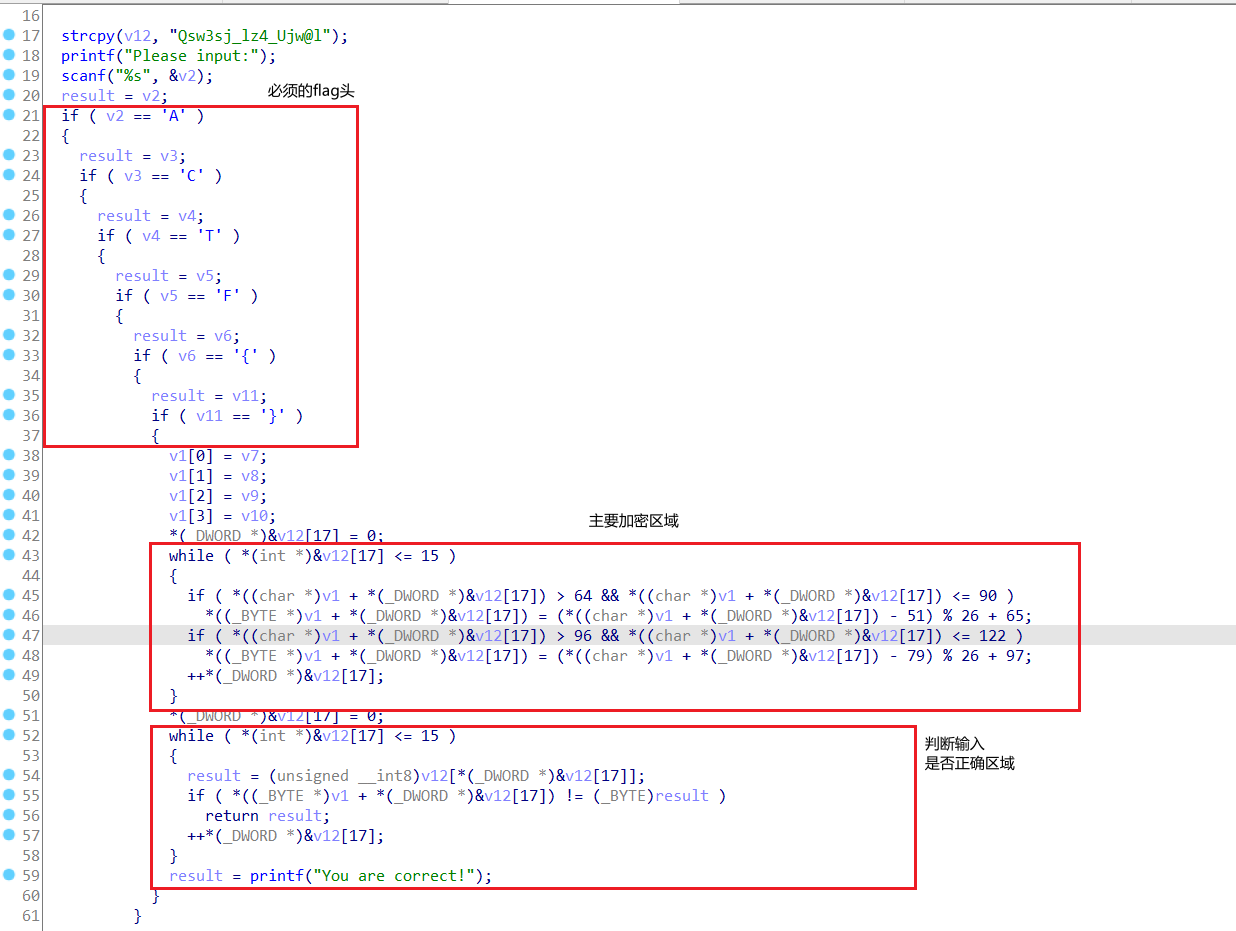 16
17 strcpy(v12, "Qsw3sj_lz4_Ujw@l");
18 printf("Please input:");
19 scanf("%s", &v2);
必须的flag头
20 result = v2;
21 if ( v2 == 'A' )
22 {
23 result = v3;
24 if ( v3 == 'C' )
25 {
26 result = v4;
27 if ( v4 == 'T' )
28 {
29 result = v5;
30 if ( v5 == 'F' )
31 {
32 result = v6;
33 if ( v6 == '{' )
34 {
35 result = v11;
36 if ( v11 == '}' )
37 {
38 v1[0] = v7;
39 v1[1] = v8;
40 v1[2] = v9;
41 v1[3] = v10;
主要加密区域
42 *(_DWORD *)&v12[17] = 0;
43 while ( *(int *)&v12[17] <= 15 )
44 {
45 if ( *((char *)v1 + *(_DWORD *)&v12[17]) > 64 && *((char *)v1 + *(_DWORD *)&v12[17]) <= 90 )
46 *((_BYTE *)v1 + *(_DWORD *)&v12[17]) = (*((char *)v1 + *(_DWORD *)&v12[17]) - 51) % 26 + 65;
47 if ( *((char *)v1 + *(_DWORD *)&v12[17]) > 96 && *((char *)v1 + *(_DWORD *)&v12[17]) <= 122 )
48 *((_BYTE *)v1 + *(_DWORD *)&v12[17]) = (*((char *)v1 + *(_DWORD *)&v12[17]) - 79) % 26 + 97;
49 ++*(_DWORD *)&v12[17];
50 }
51 *(_DWORD *)&v12[17] = 0;
52 while ( *(int *)&v12[17] <= 15 )
53 {
判断输入
是否正确区域
54 result = (unsigned __int8)v12[*(_DWORD *)&v12[17]];
55 if ( *((_BYTE *)v1 + *(_DWORD *)&v12[17]) != (_BYTE)result )
56 return result;
57 ++*(_DWORD *)&v12[17];
58 }
59 result = printf("You are correct!");
60 }
61 }